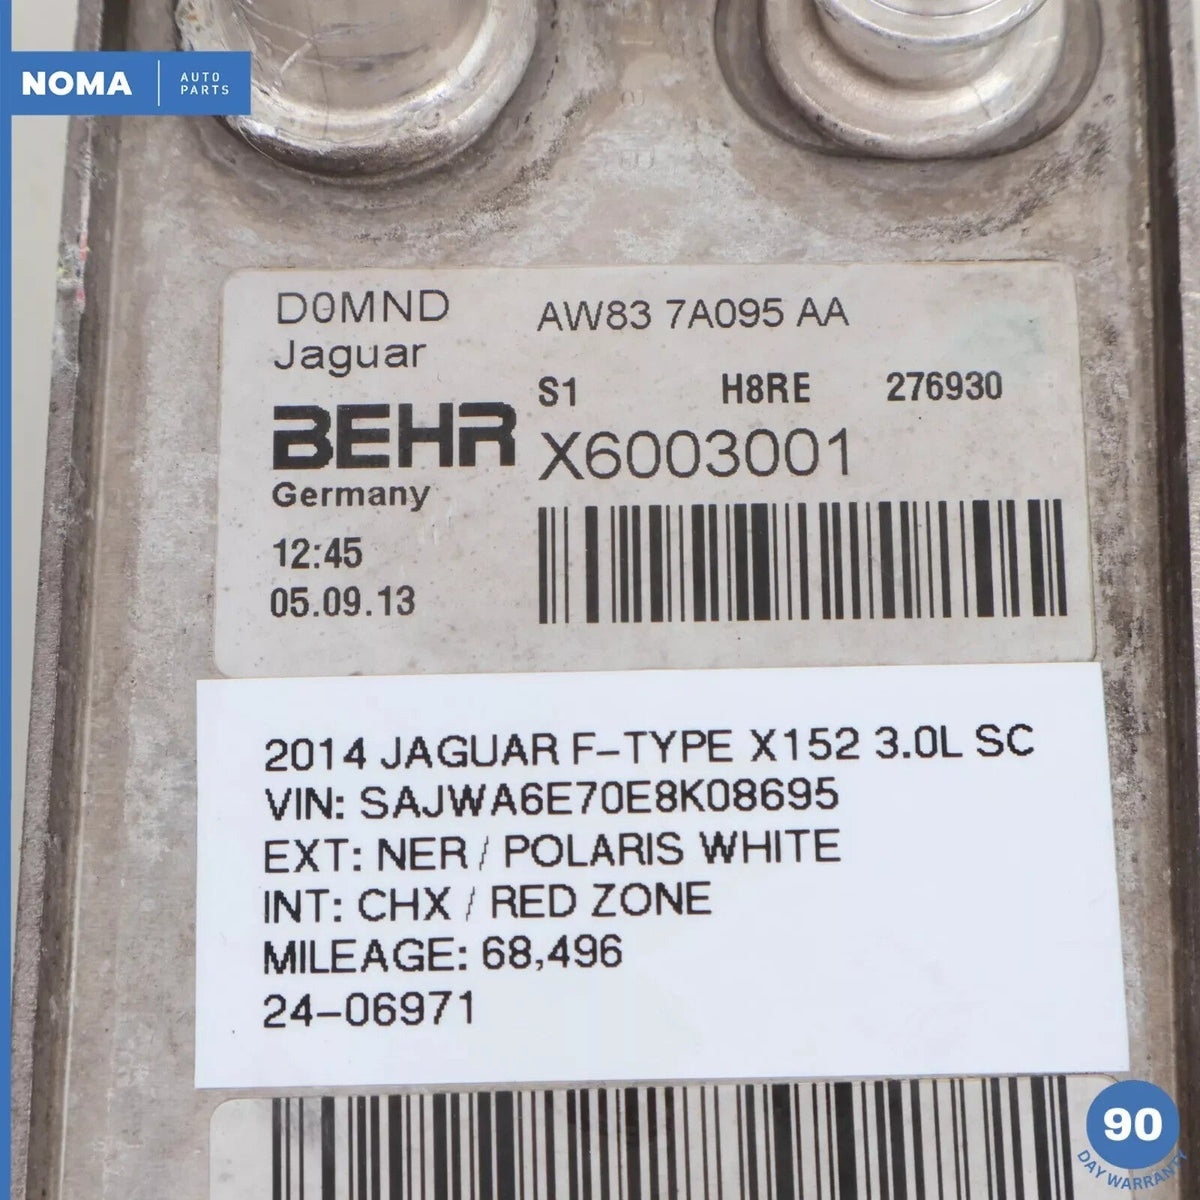 NOMA
AUTO
PARTS
D0MND
Jaguar
BEHR
Germany
12:45
05.09.13
AW83 7A095 AA
S1 H8RE 276930
X6003001
2014 JAGUAR F-TYPE X152 3.0L SC
VIN: SAJWA6E70E8K08695
EXT: NER / POLARIS WHITE
INT: CHX / RED ZONE
MILEAGE: 68,496
24-06971
90
DAY WARRANTY